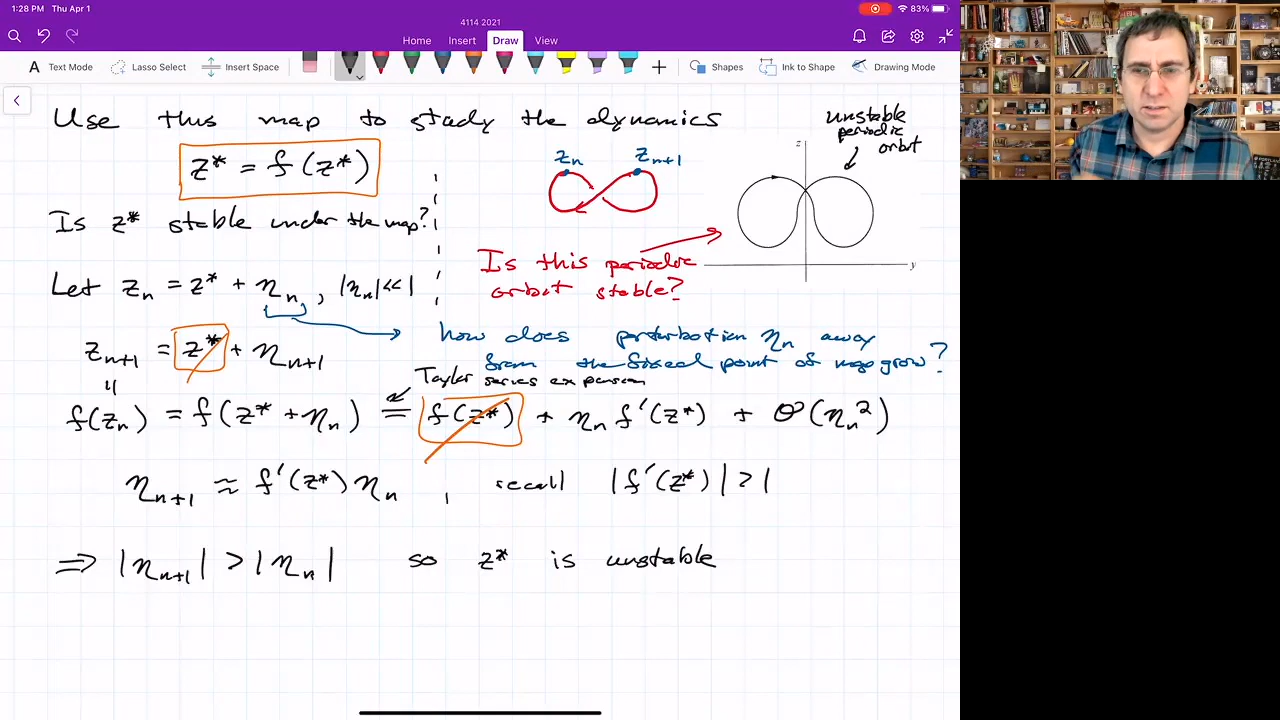 1:28 PM Thu Apr 1
83%
4114 2021
Home Insert Draw View
Text Mode Lasso Select Insert Space Shapes Ink to Shape Drawing Mode
Use this map to study the dynamics
z* = f(z*)
Is z* stable under the map?
Let zₙ = z* + ηₙ, |ηₙ| << 1
zₙ₊₁ = z* + ηₙ₊₁
zₙ zₙ₊₁
unstable
periodic
orbit
z
y
Is this periodic
orbit stable?
how does perturbation ηₙ away
from the fixed point of map grow?
Taylor
series expansion
f(zₙ) = f(z* + ηₙ) = f(z*) + ηₙ f'(z*) + O(ηₙ²)
ηₙ₊₁ ≈ f'(z*) ηₙ , recall |f'(z*)| > 1
⇒ |ηₙ₊₁| > |ηₙ| so z* is unstable